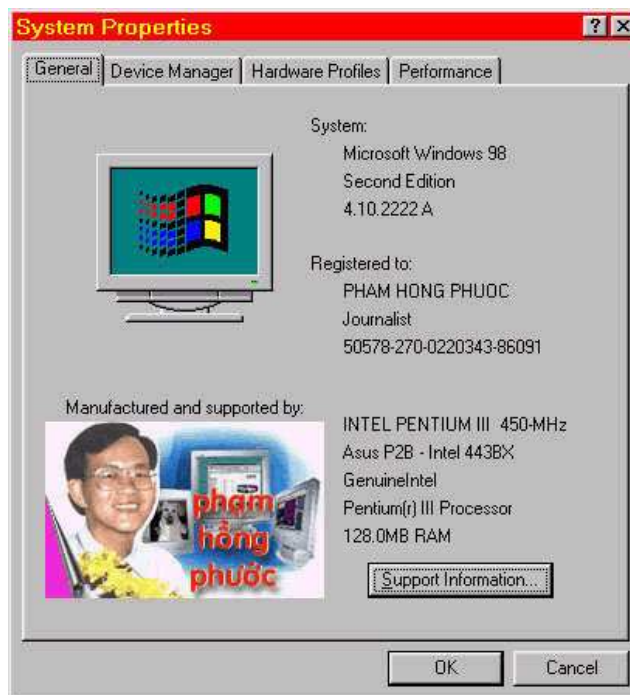 System Properties
General
Device Manager
Hardware Profiles
Performance
System:
Microsoft Windows 98
Second Edition
4.10.2222 A
Registered to:
PHAM HONG PHUOC
Journalist
50578-270-0220343-86091
Manufactured and supported by:
phạm
hồng
phước
INTEL PENTIUM III 450-MHz
Asus P2B - Intel 443BX
GenuineIntel
Pentium(r) III Processor
128.0MB RAM
Support Information...
OK
Cancel